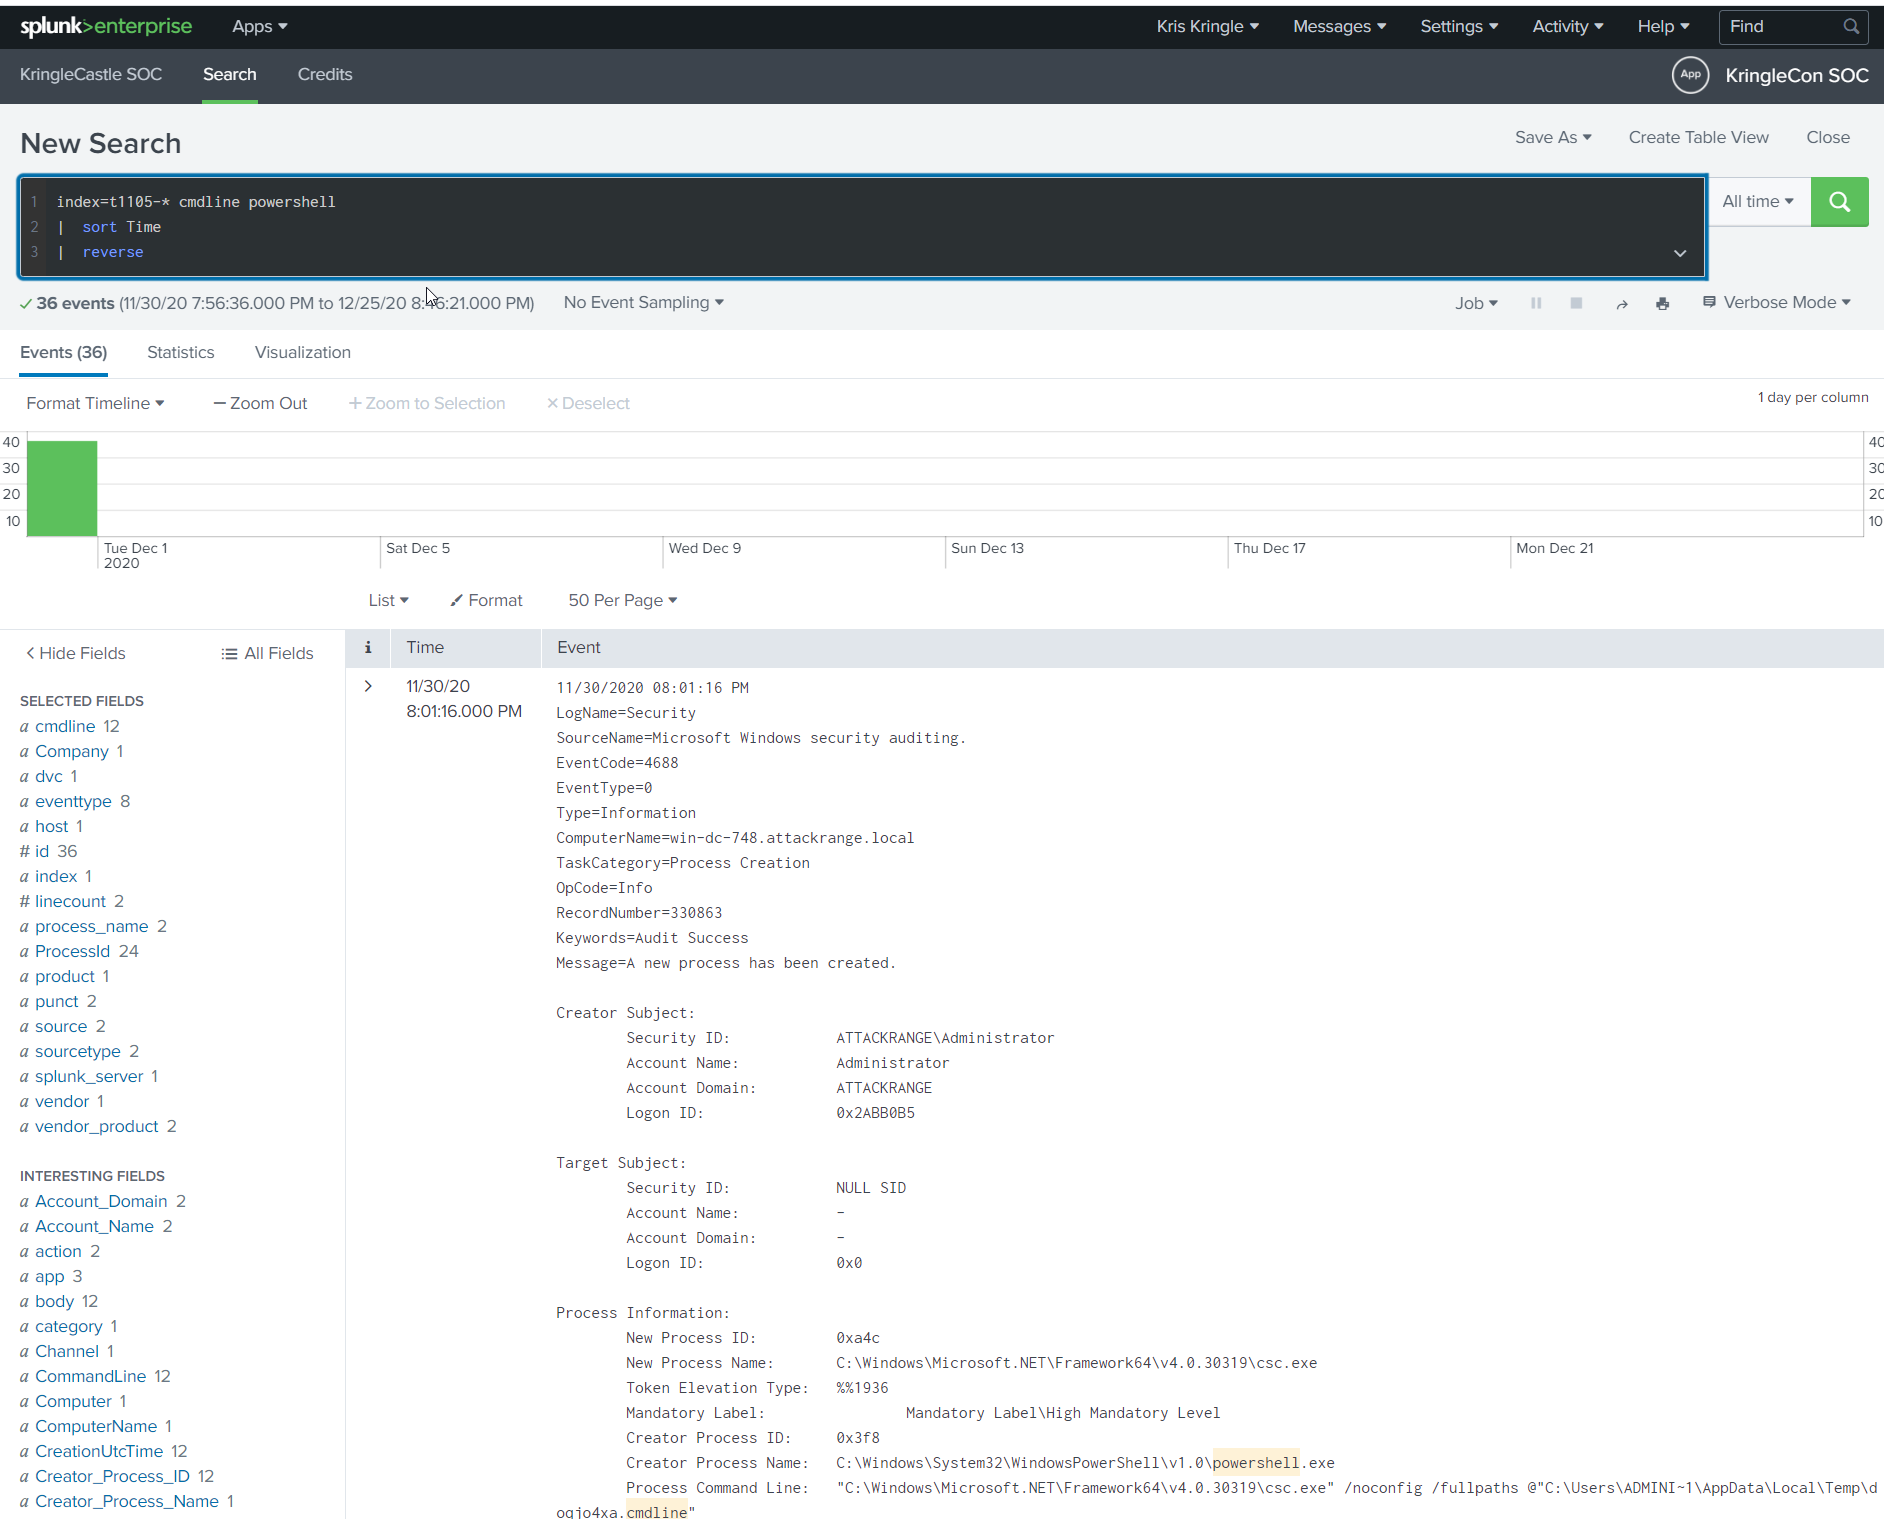 splunk>enterprise Apps Kris Kringle Messages Settings Activity Help Find
KringleCastle SOC Search Credits App KringleCon SOC
New Search Save As Create Table View Close
1 index=t1105-* cmdline powershell All time
2 | sort Time
3 | reverse
36 events (11/30/20 7:56:36.000 PM to 12/25/20 8:46:21.000 PM) No Event Sampling Job Verbose Mode
Events (36) Statistics Visualization
Format Timeline — Zoom Out + Zoom to Selection × Deselect 1 day per column
40 40
30 30
20 20
10 10
Tue Dec 1 Sat Dec 5 Wed Dec 9 Sun Dec 13 Thu Dec 17 Mon Dec 21
2020
List Format 50 Per Page
< Hide Fields All Fields
SELECTED FIELDS
a cmdline 12
a Company 1
a dvc 1
a eventtype 8
a host 1
# id 36
a index 1
# linecount 2
a process_name 2
a ProcessId 24
a product 1
a punct 2
a source 2
a sourcetype 2
a splunk_server 1
a vendor 1
a vendor_product 2
INTERESTING FIELDS
a Account_Domain 2
a Account_Name 2
a action 2
a app 3
a body 12
a category 1
a Channel 1
a CommandLine 12
a Computer 1
a ComputerName 1
a CreationUtcTime 12
a Creator_Process_ID 12
a Creator_Process_Name 1
i Time Event
> 11/30/20
8:01:16.000 PM
11/30/2020 08:01:16 PM
LogName=Security
SourceName=Microsoft Windows security auditing.
EventCode=4688
EventType=0
Type=Information
ComputerName=win-dc-748.attackrange.local
TaskCategory=Process Creation
OpCode=Info
RecordNumber=330863
Keywords=Audit Success
Message=A new process has been created.
Creator Subject:
Security ID: ATTACKRANGE\Administrator
Account Name: Administrator
Account Domain: ATTACKRANGE
Logon ID: 0x2ABB0B5
Target Subject:
Security ID: NULL SID
Account Name: -
Account Domain: -
Logon ID: 0x0
Process Information:
New Process ID: 0xa4c
New Process Name: C:\Windows\Microsoft.NET\Framework64\v4.0.30319\csc.exe
Token Elevation Type: %%1936
Mandatory Label: Mandatory Label\High Mandatory Level
Creator Process ID: 0x3f8
Creator Process Name: C:\Windows\System32\WindowsPowerShell\v1.0\powershell.exe
Process Command Line: "C:\Windows\Microsoft.NET\Framework64\v4.0.30319\csc.exe" /noconfig /fullpaths @"C:\Users\ADMINI~1\AppData\Local\Temp\d
oqjo4xa.cmdline"